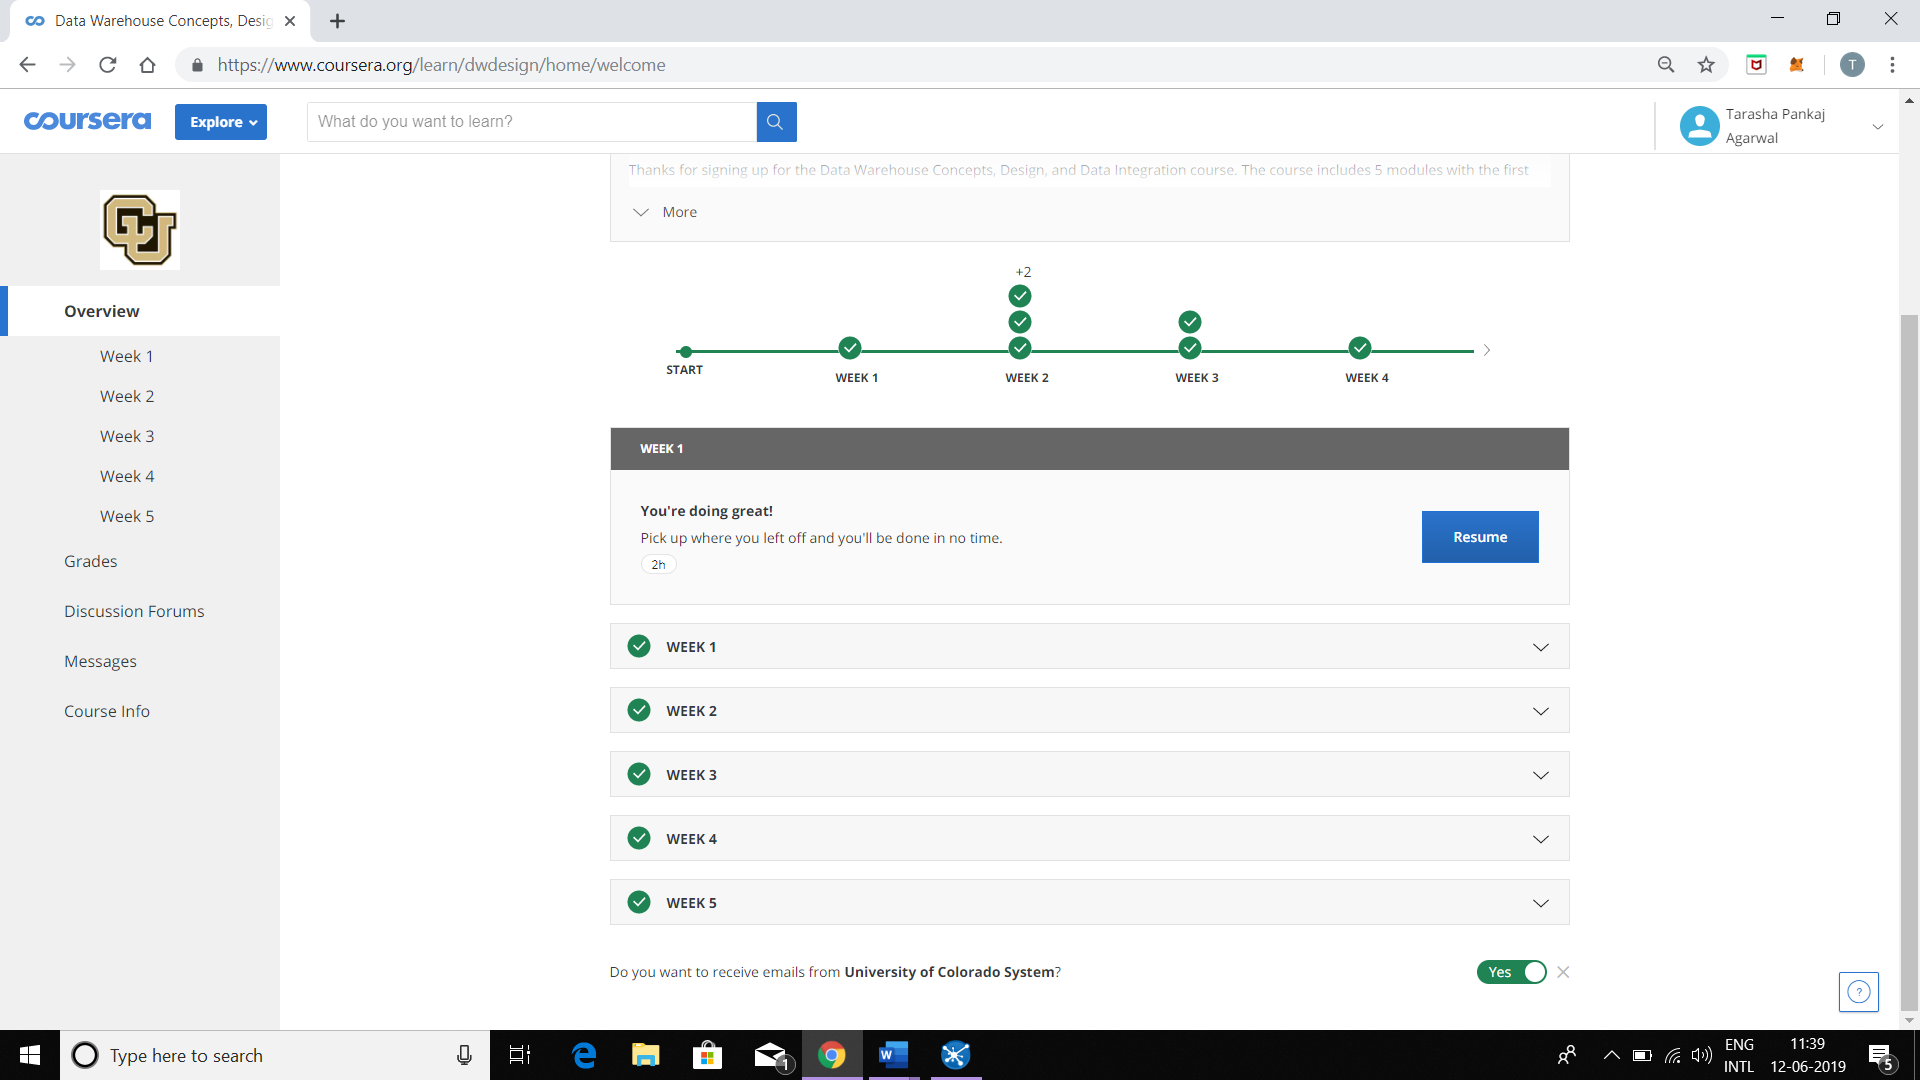 Data Warehouse Concepts, Desig
https://www.coursera.org/learn/dwdesign/home/welcome
T
coursera
Explore
What do you want to learn?
Tarasha Pankaj
Agarwal
CU
Overview
Week 1
Week 2
Week 3
Week 4
Week 5
Grades
Discussion Forums
Messages
Course Info
Thanks for signing up for the Data Warehouse Concepts, Design, and Data Integration course. The course includes 5 modules with the first
More
+2
START
WEEK 1
WEEK 2
WEEK 3
WEEK 4
WEEK 1
You're doing great!
Pick up where you left off and you'll be done in no time.
2h
Resume
WEEK 1
WEEK 2
WEEK 3
WEEK 4
WEEK 5
Do you want to receive emails from University of Colorado System?
Yes
?
Type here to search
1
W
ENG
INTL
11:39
12-06-2019
5